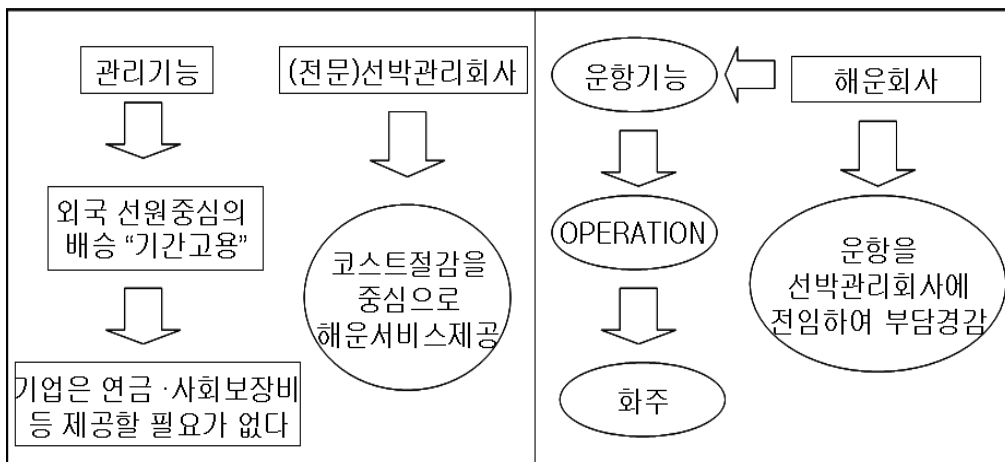 관리기능
(전문)선박관리회사
외국 선원중심의
배승 “기간고용”
코스트절감을
중심으로
해운서비스제공
기업은 연금 ·사회보장비
등 제공할 필요가 없다
운항기능
해운회사
OPERATION
운항을
선박관리회사에
전임하여 부담경감
화주